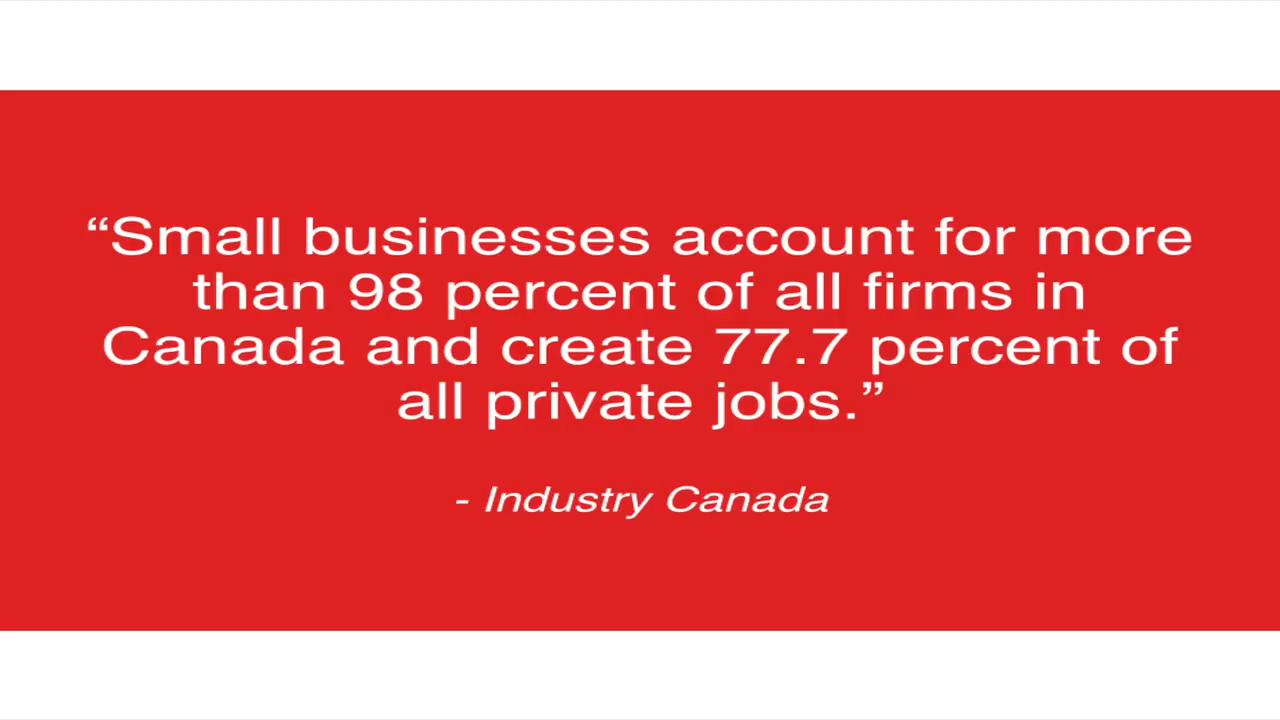 “Small businesses account for more
than 98 percent of all firms in
Canada and create 77.7 percent of
all private jobs.”
- Industry Canada